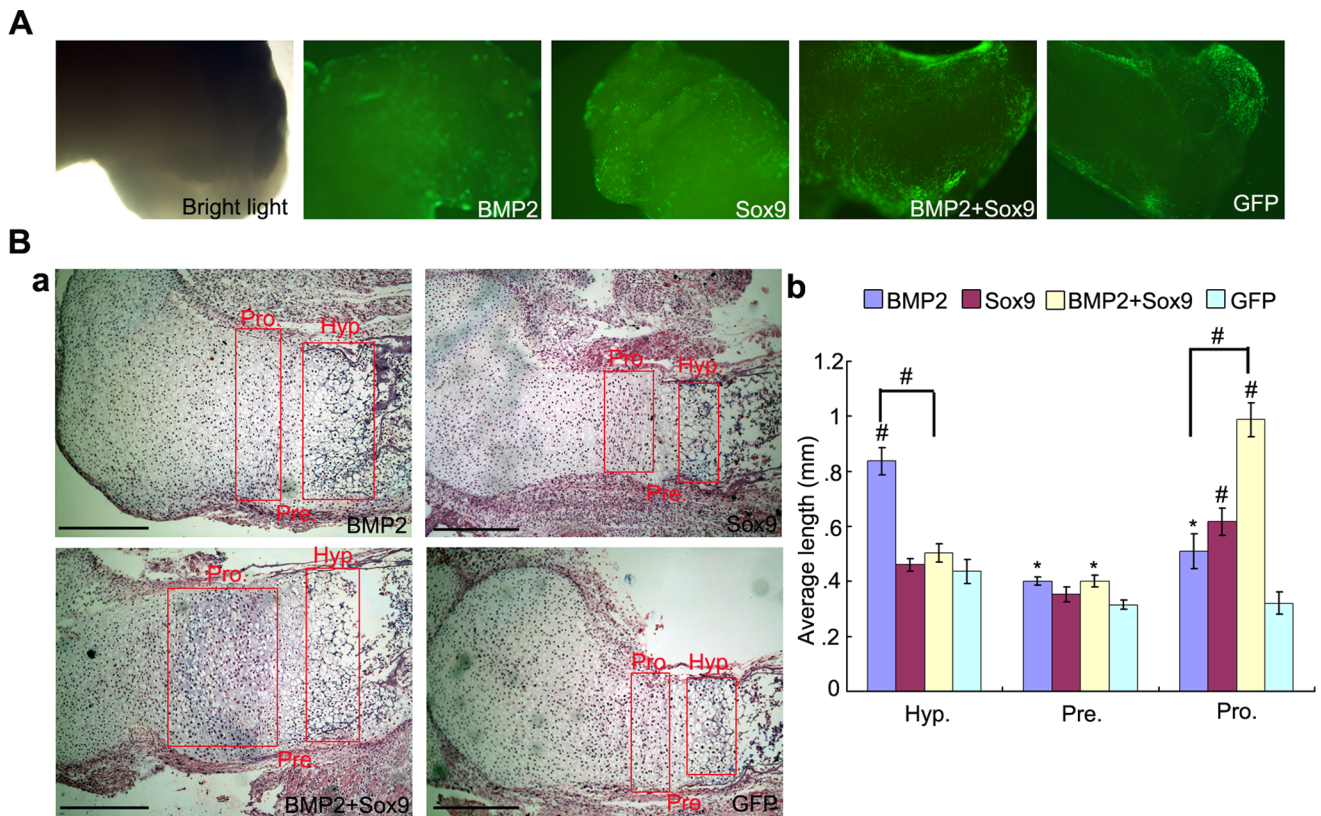 A
Bright light
BMP2
Sox9
BMP2+Sox9
GFP
B
a
Pro.
Hyp.
Pre.
BMP2
Pro.
Hyp.
Pre.
Sox9
Pro.
Hyp.
Pre.
BMP2+Sox9
Pro.
Hyp.
Pre.
GFP
b
BMP2 Sox9 BMP2+Sox9 GFP
Average length (mm)
1.2
1
.8
.6
.4
.2
0
#
#
*
*
#
*
#
#
Hyp. Pre. Pro.